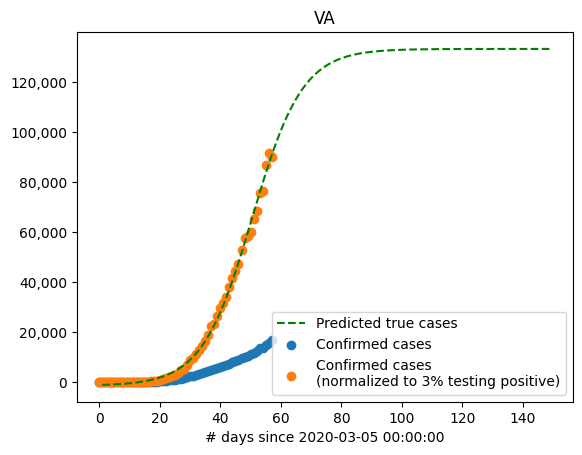 VA
120,000
100,000
80,000
60,000
40,000
20,000
0
0 20 40 60 80 100 120 140
# days since 2020-03-05 00:00:00
Predicted true cases
Confirmed cases
Confirmed cases
(normalized to 3% testing positive)